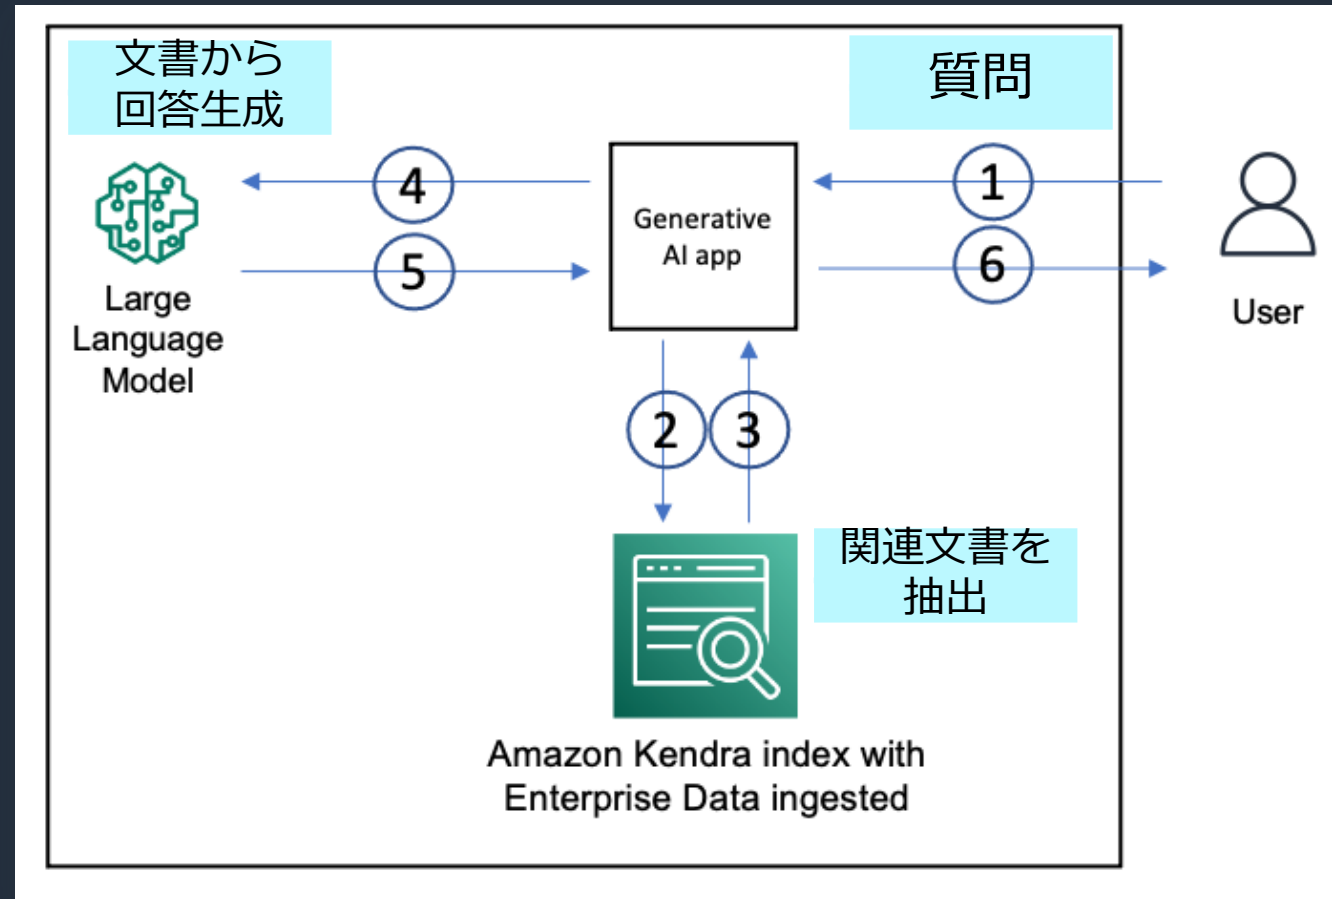 文書から
回答生成
質問
4
1
Generative
AI app
5
6
Large
Language
Model
User
2
3
関連文書を
抽出
Amazon Kendra index with
Enterprise Data ingested